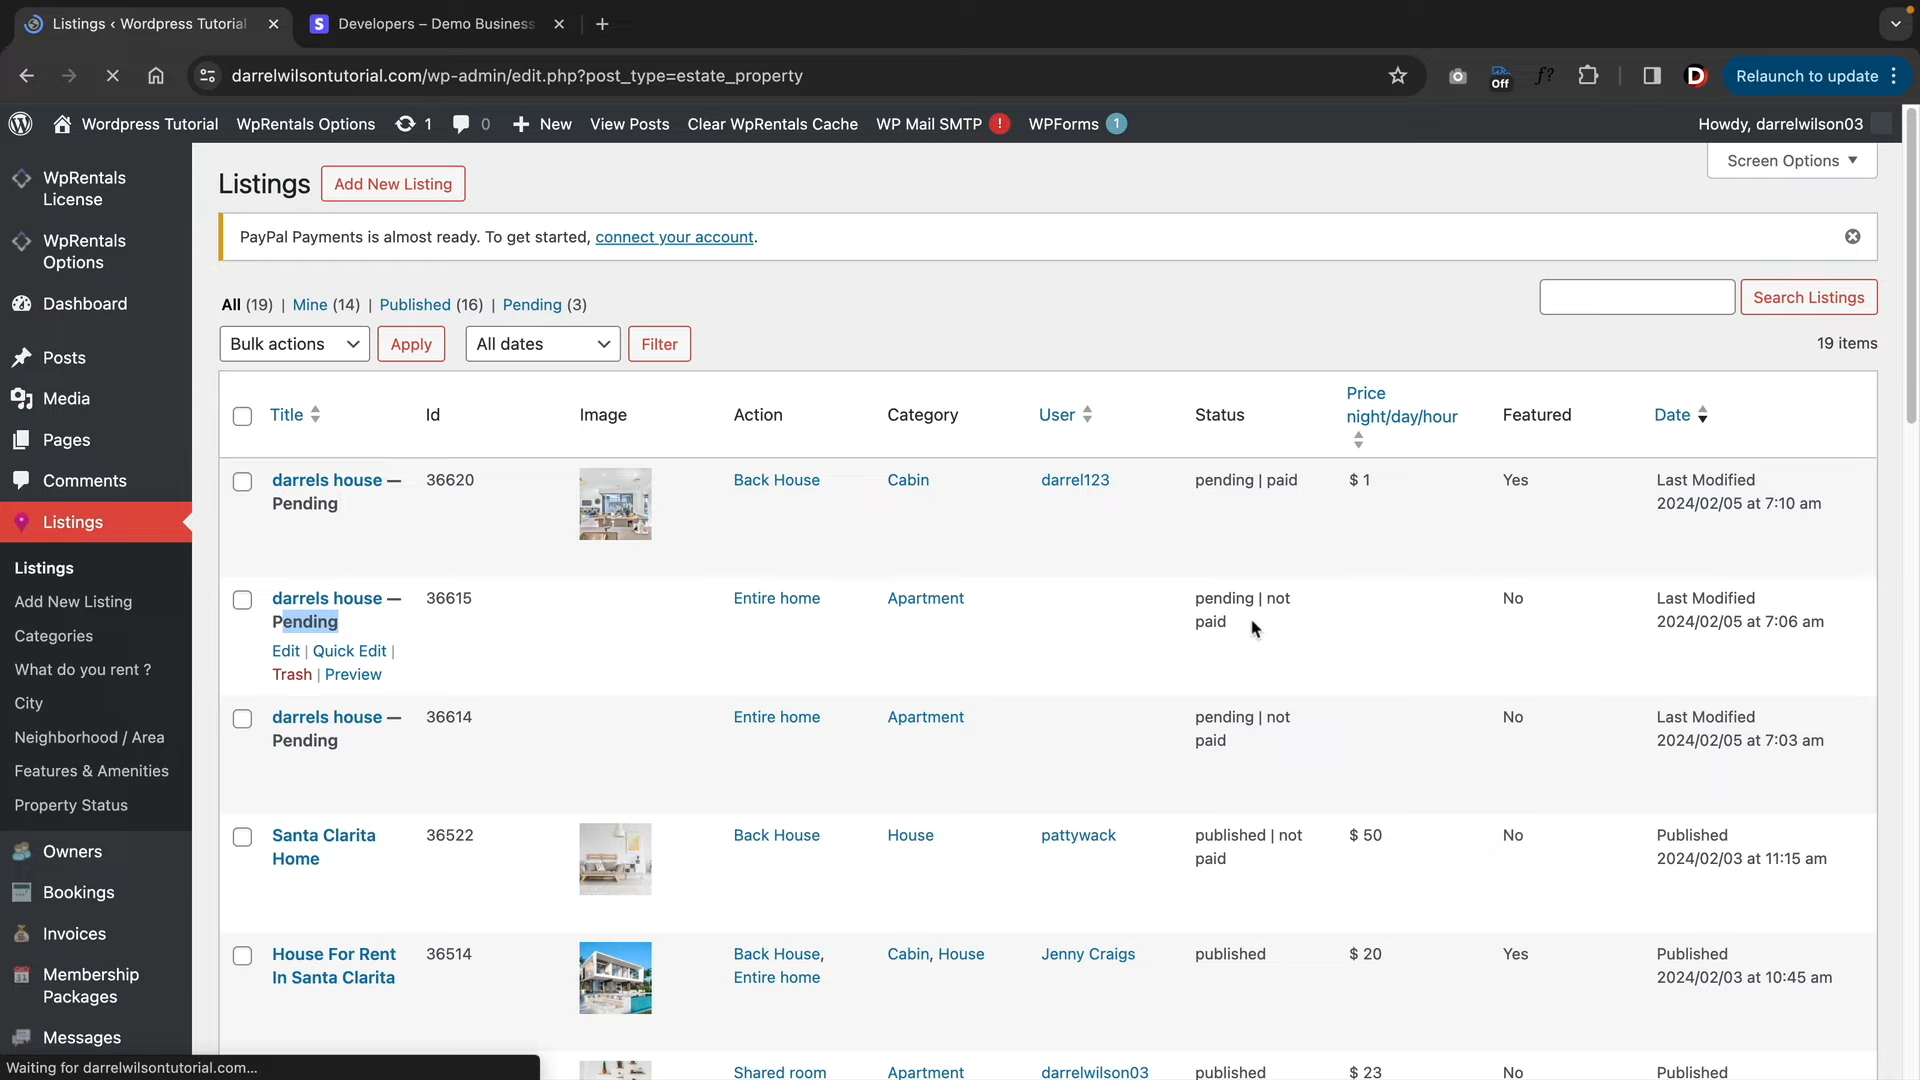 Listings ‹ Wordpress Tutorial
Developers – Demo Business
darrelwilsontutorial.com/wp-admin/edit.php?post_type=estate_property
Off
f?
D
Relaunch to update
Wordpress Tutorial
WpRentals Options
1
0
New
View Posts
Clear WpRentals Cache
WP Mail SMTP !
WPForms 1
Howdy, darrelwilson03
WpRentals
License
WpRentals
Options
Dashboard
Posts
Media
Pages
Comments
Listings
Listings
Add New Listing
Categories
What do you rent ?
City
Neighborhood / Area
Features & Amenities
Property Status
Owners
Bookings
Invoices
Membership
Packages
Messages
Waiting for darrelwilsontutorial.com...
Screen Options
Listings
Add New Listing
PayPal Payments is almost ready. To get started, connect your account.
All (19) | Mine (14) | Published (16) | Pending (3)
Search Listings
Bulk actions
Apply
All dates
Filter
19 items
Title Id Image Action Category User Status Price Featured Date
night/day/hour
darrels house — 36620 Back House Cabin darrel123 pending | paid $ 1 Yes Last Modified
Pending 2024/02/05 at 7:10 am
darrels house — 36615 Entire home Apartment pending | not No Last Modified
Pending paid 2024/02/05 at 7:06 am
Edit | Quick Edit |
Trash | Preview
darrels house — 36614 Entire home Apartment pending | not No Last Modified
Pending paid 2024/02/05 at 7:03 am
Santa Clarita 36522 Back House House pattywack published | not $ 50 No Published
Home paid 2024/02/03 at 11:15 am
House For Rent 36514 Back House, Cabin, House Jenny Craigs published $ 20 Yes Published
In Santa Clarita Entire home 2024/02/03 at 10:45 am
Shared room Apartment darrelwilson03 published $ 23 No Published